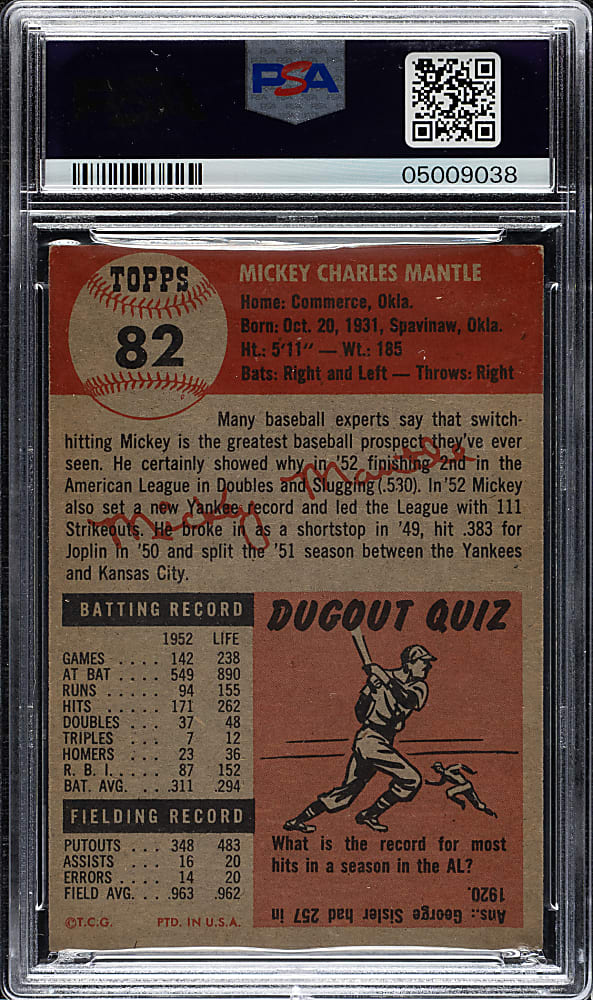 PSA
05009038
TOPPS
82
MICKEY CHARLES MANTLE
Home: Commerce, Okla.
Born: Oct. 20, 1931, Spavinaw, Okla.
Ht.: 5'11" — Wt.: 185
Bats: Right and Left — Throws: Right
Many baseball experts say that switch-
hitting Mickey is the greatest baseball prospect they've ever
seen. He certainly showed why in '52 finishing 2nd in the
American League in Doubles and Slugging (.530). In '52 Mickey
also set a new Yankee record and led the League with 111
Strikeouts. He broke in as a shortstop in '49, hit .383 for
Joplin in '50 and split the '51 season between the Yankees
and Kansas City.
Micky Mantle
BATTING RECORD
1952 LIFE
GAMES .... 142 238
AT BAT .... 549 890
RUNS ..... 94 155
HITS ..... 171 262
DOUBLES .. 37 48
TRIPLES ... 7 12
HOMERS ... 23 36
R. B. I. .... 87 152
BAT. AVG. ... .311 .294
FIELDING RECORD
PUTOUTS .. 348 483
ASSISTS ... 16 20
ERRORS .... 14 20
FIELD AVG. .. .963 .962
©T.C.G. PTD. IN U.S.A.
DUGOUT QUIZ
What is the record for most
hits in a season in the AL?
Ans.: George Sisler had 257 in
1920.